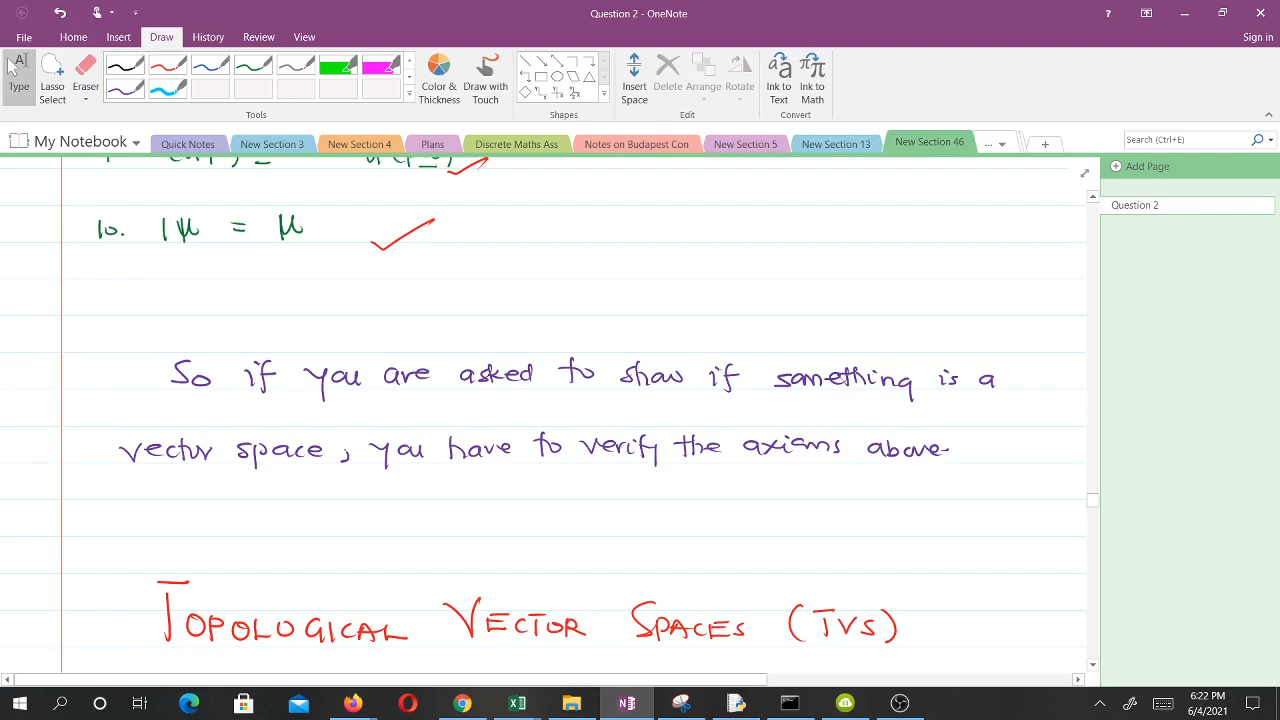 Question 2 - OneNote
File Home Insert Draw History Review View Sign in
Type Lasso Select Eraser Color & Thickness Draw with Touch Insert Space Delete Arrange Rotate Ink to Text Ink to Math
Tools Shapes Edit Convert
My Notebook Quick Notes New Section 3 New Section 4 Plans Discrete Maths Ass Notes on Budapest Con New Section 5 New Section 13 New Section 46 ... Search (Ctrl+E)
Add Page
Question 2
10. 1μ = μ
So if you are asked to show if something is a
vector space, you have to verify the axioms above
TOPOLOGICAL VECTOR SPACES (TVS)
6:22 PM
6/4/2021